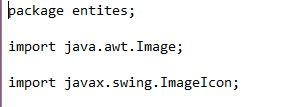 package entites;
import java.awt.Image;
import javax.swing.ImageIcon;